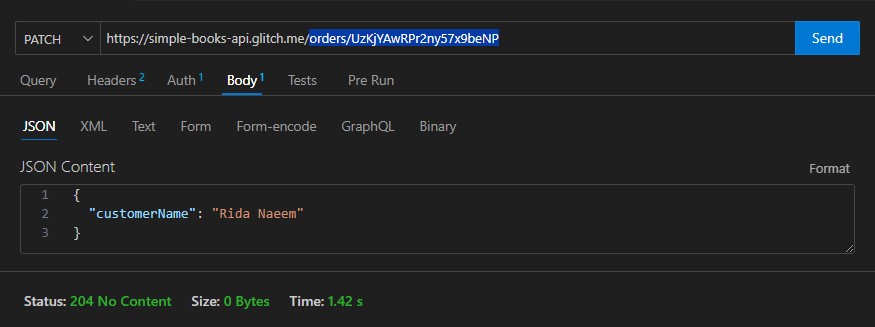 PATCH https://simple-books-api.glitch.me/orders/UzKjYAwRPr2ny57x9beNP Send
Query Headers 2 Auth 1 Body 1 Tests Pre Run
JSON XML Text Form Form-encode GraphQL Binary
JSON Content Format
1 {
2 "customerName": "Rida Naeem"
3 }
Status: 204 No Content Size: 0 Bytes Time: 1.42 s